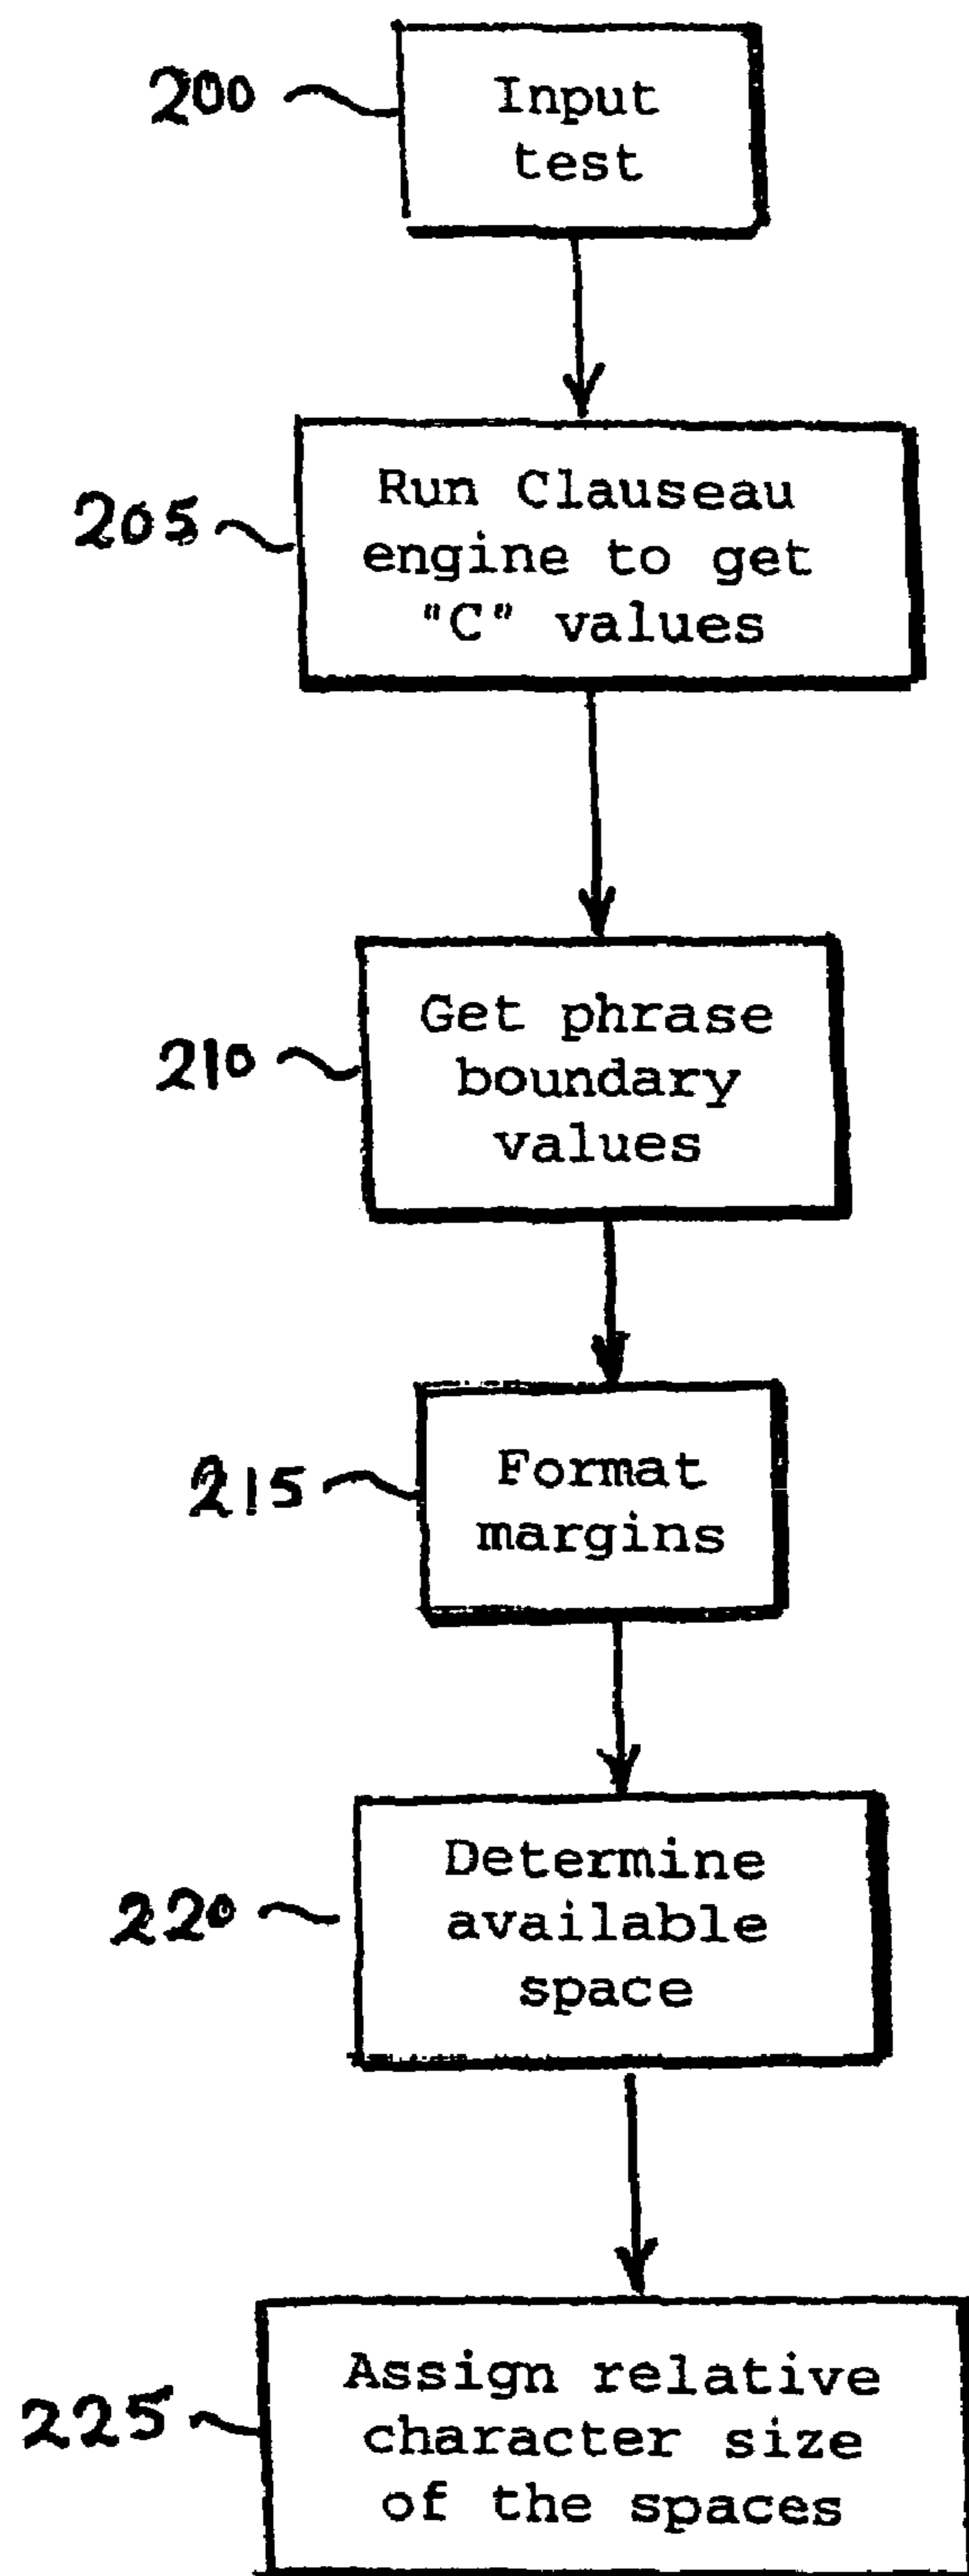 200
Input
test
205
Run Clauseau
engine to get
"C" values
210
Get phrase
boundary
values
215
Format
margins
220
Determine
available
space
225
Assign relative
character size
of the spaces